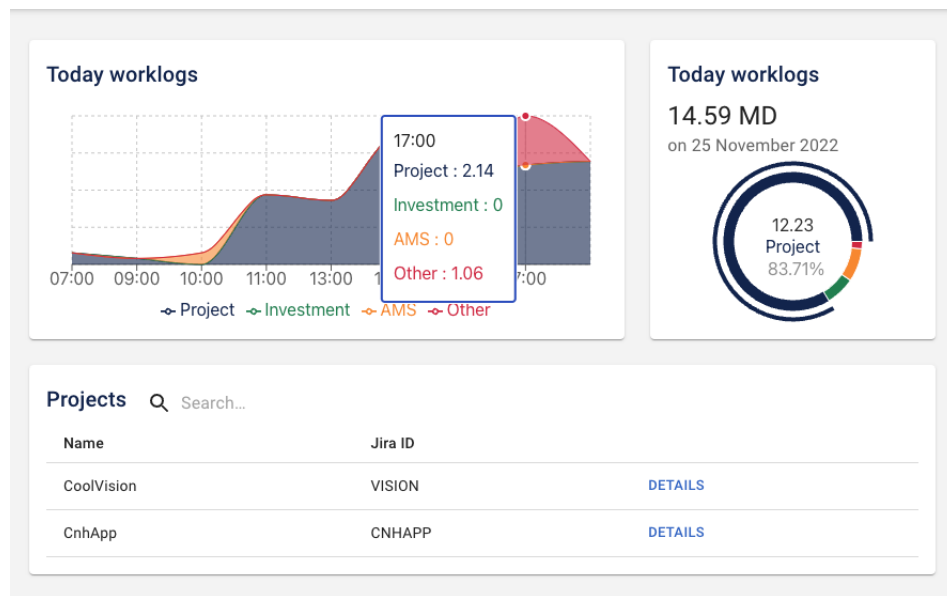 Today worklogs
17:00
Project : 2.14
Investment : 0
AMS : 0
Other : 1.06
07:00 09:00 10:00 11:00 13:00
Project Investment AMS Other
Today worklogs
14.59 MD
on 25 November 2022
12.23
Project
83.71%
Projects Search...
Name Jira ID
CoolVision VISION DETAILS
CnhApp CNHAPP DETAILS